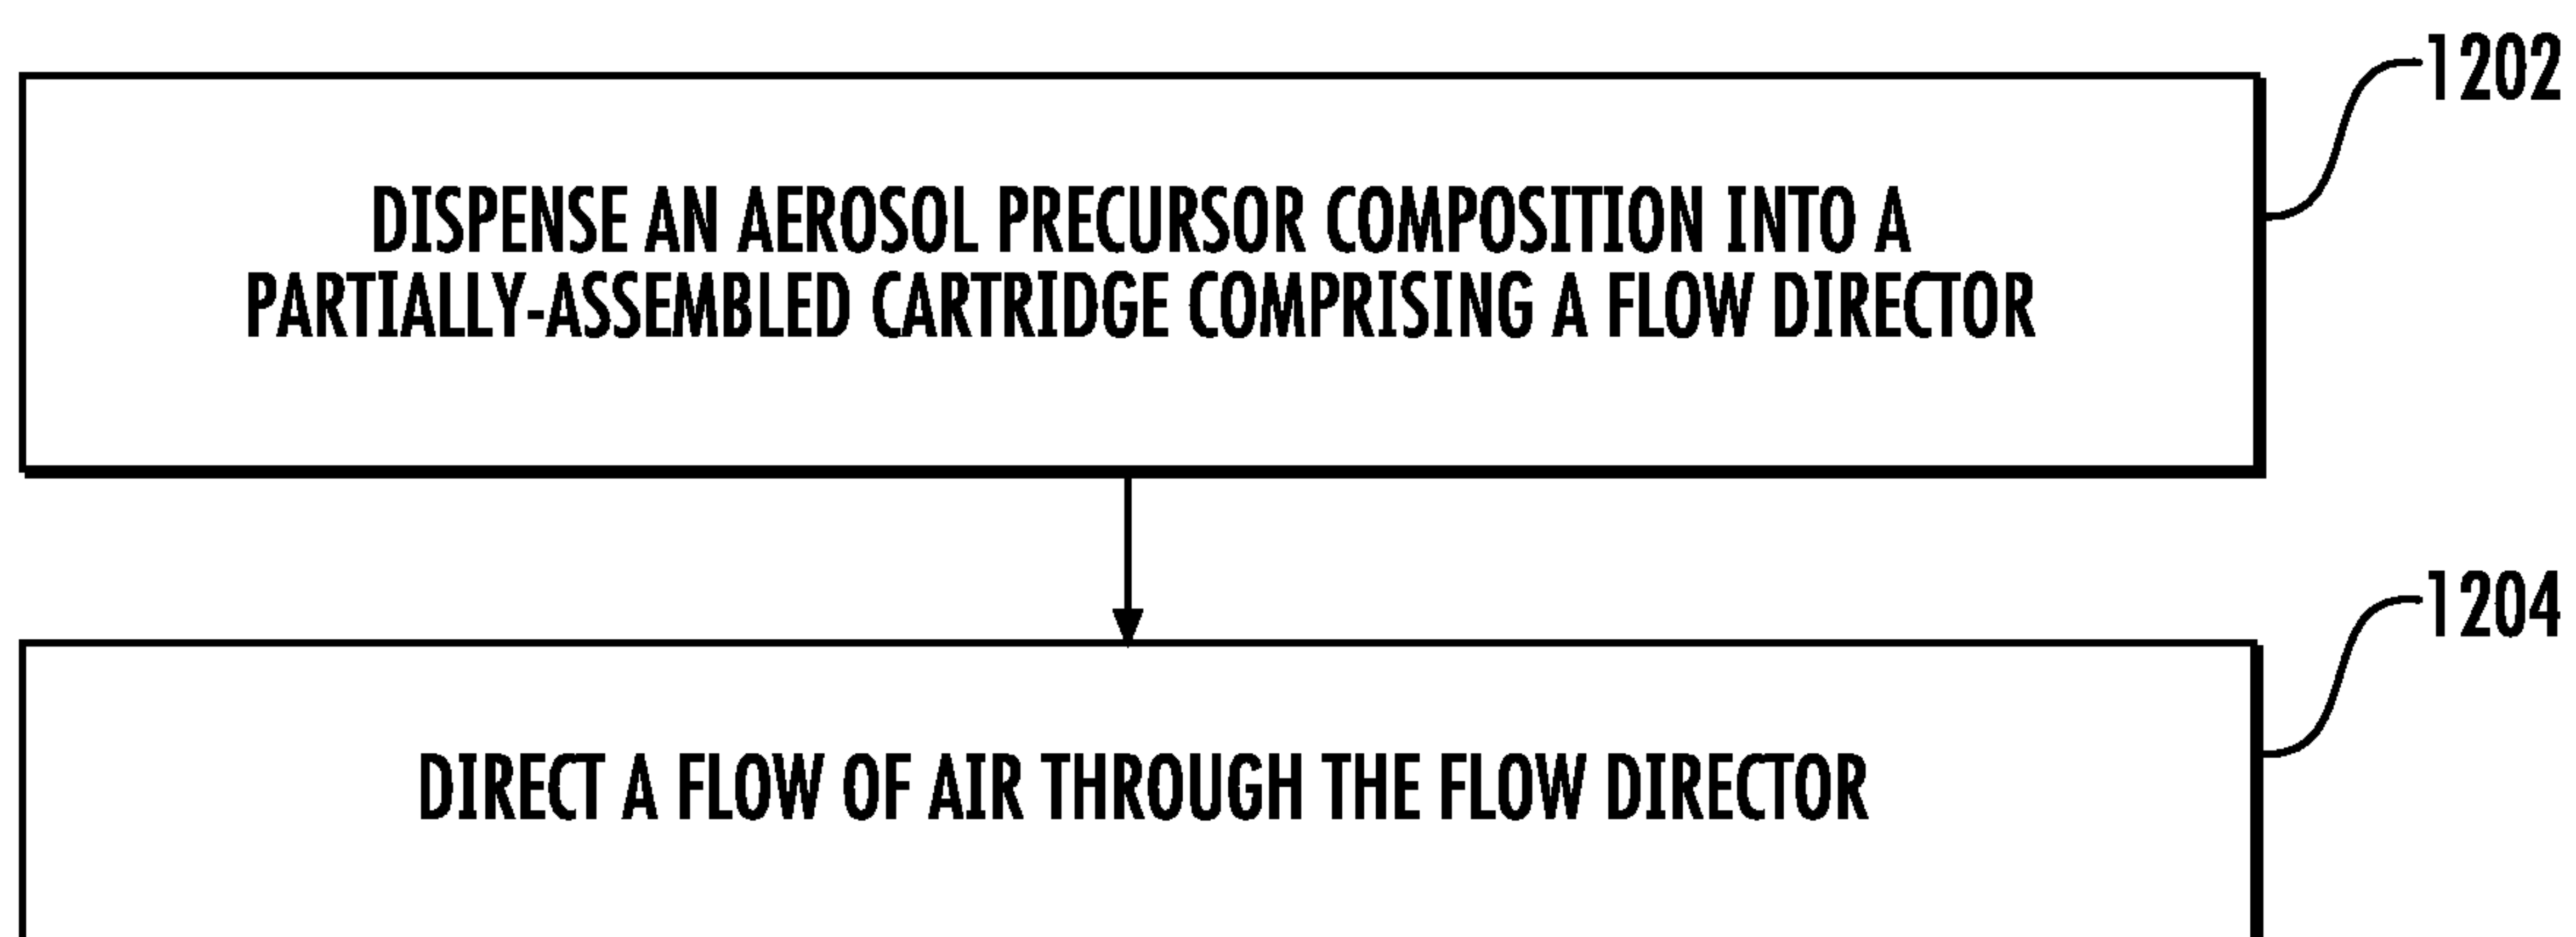 1202
DISPENSE AN AEROSOL PRECURSOR COMPOSITION INTO A
PARTIALLY-ASSEMBLED CARTRIDGE COMPRISING A FLOW DIRECTOR
1204
DIRECT A FLOW OF AIR THROUGH THE FLOW DIRECTOR